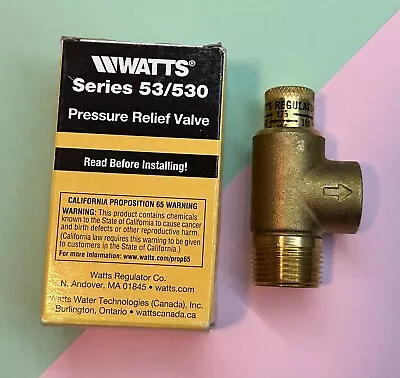 WATTS®
Series 53/530
Pressure Relief Valve
Read Before Installing!
CALIFORNIA PROPOSITION 65 WARNING
WARNING: This product contains chemicals
known to the State of California to cause cancer
and birth defects or other reproductive harm.
(California law requires this warning to be given
to customers in the State of California.)
For more information: www.watts.com/prop65
Watts Regulator Co.
N. Andover, MA 01845 • watts.com
Watts Water Technologies (Canada), Inc.
Burlington, Ontario • wattscanada.ca
REGULATOR
175